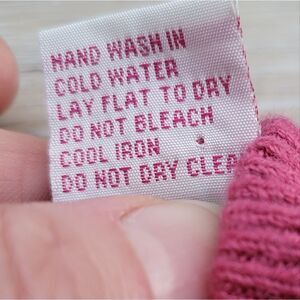 HAND WASH IN
COLD WATER
LAY FLAT TO DRY
DO NOT BLEACH
COOL IRON
DO NOT DRY CLEA